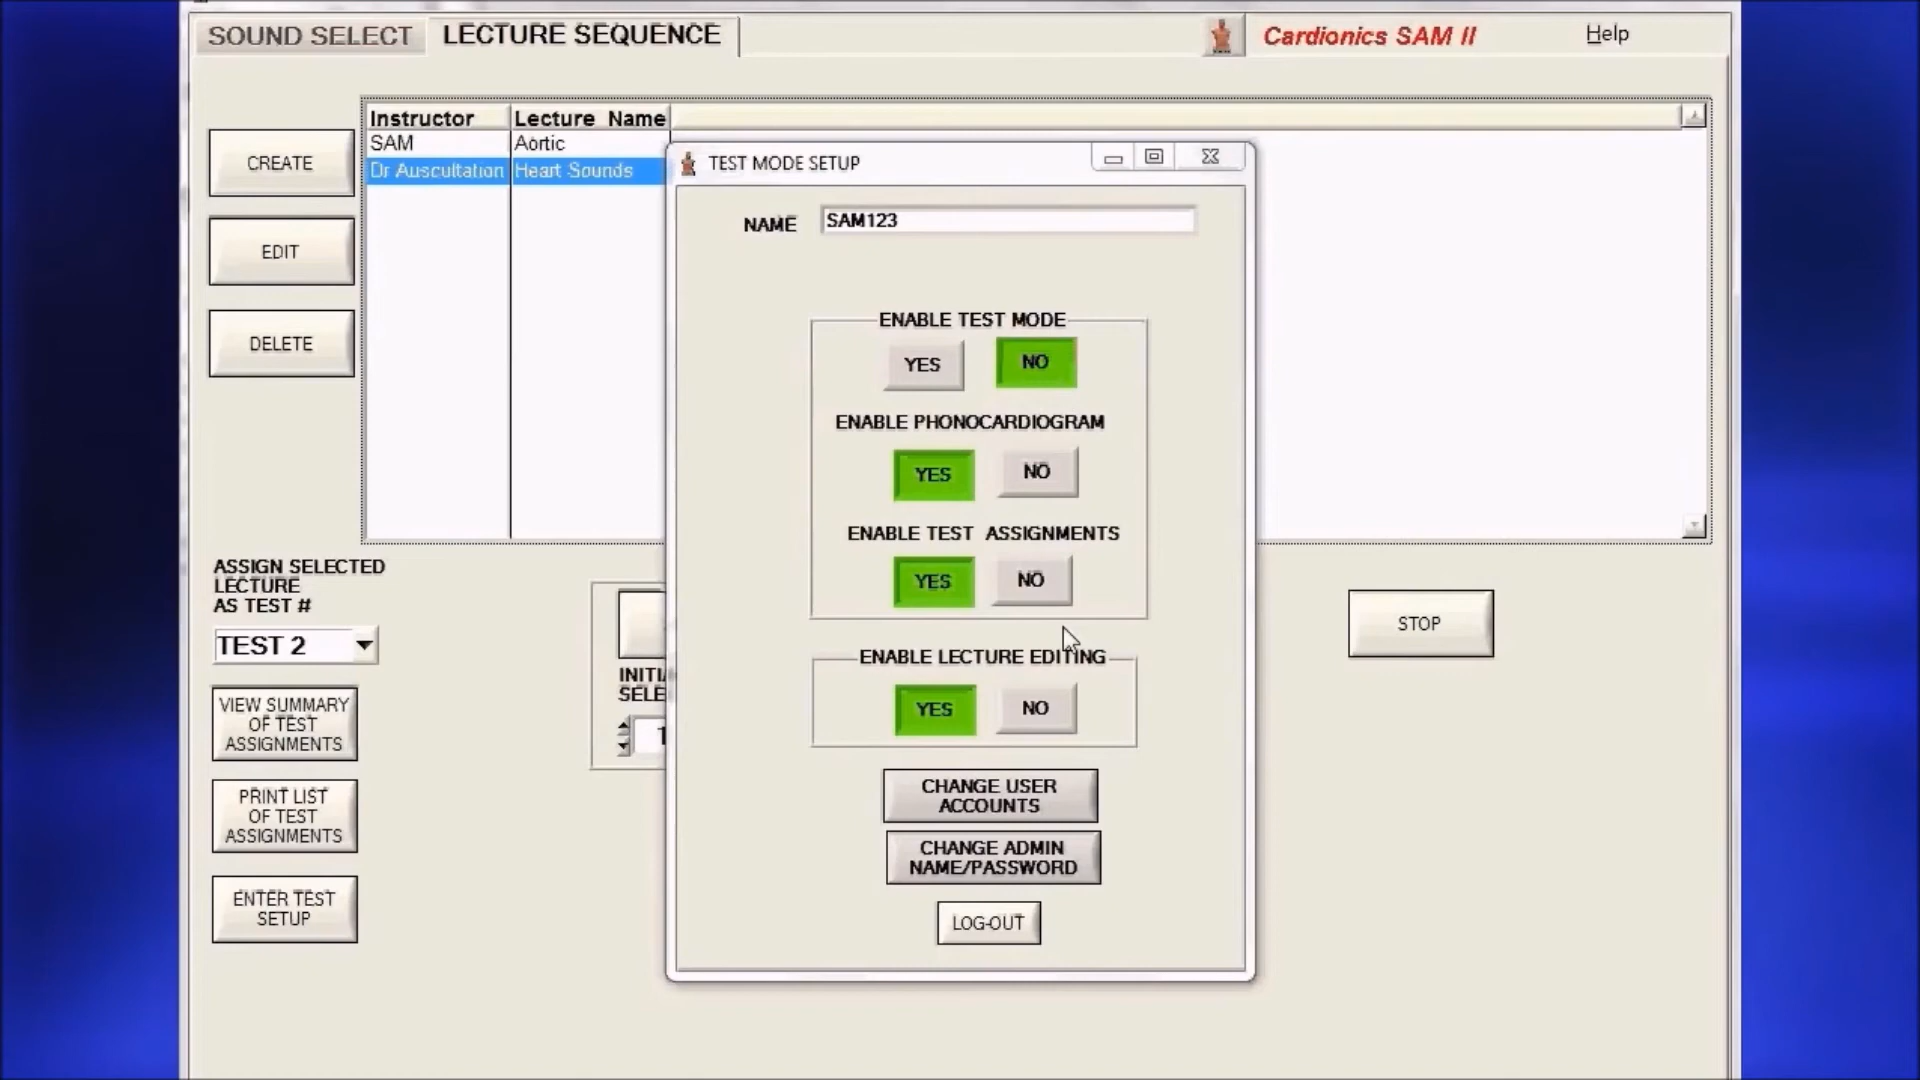 SOUND SELECT
LECTURE SEQUENCE
Cardionics SAM II
Help
Instructor
Lecture Name
SAM
Aortic
Dr Auscultation
Heart Sounds
CREATE
EDIT
DELETE
ASSIGN SELECTED
LECTURE
AS TEST #
TEST 2
VIEW SUMMARY
OF TEST
ASSIGNMENTS
PRINT LIST
OF TEST
ASSIGNMENTS
ENTER TEST
SETUP
TEST MODE SETUP
NAME
SAM123
ENABLE TEST MODE
YES
NO
ENABLE PHONOCARDIOGRAM
YES
NO
ENABLE TEST ASSIGNMENTS
YES
NO
ENABLE LECTURE EDITING
YES
NO
CHANGE USER
ACCOUNTS
CHANGE ADMIN
NAME/PASSWORD
LOG-OUT
STOP